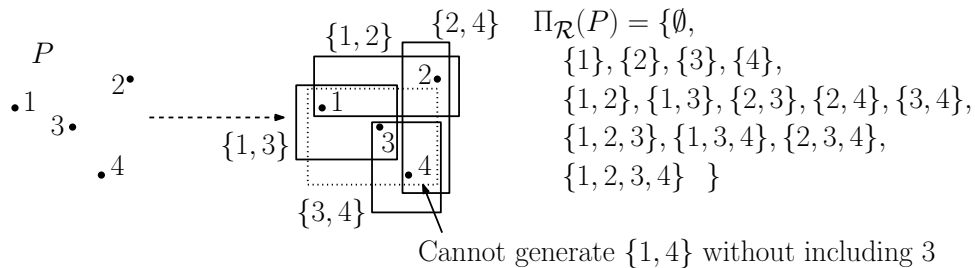 P
1
2
3
4
{1, 2}
{2, 4}
2
1
3
{1, 3}
4
{3, 4}
Π_R(P) = {∅,
{1}, {2}, {3}, {4},
{1, 2}, {1, 3}, {2, 3}, {2, 4}, {3, 4},
{1, 2, 3}, {1, 3, 4}, {2, 3, 4},
{1, 2, 3, 4} }
Cannot generate {1, 4} without including 3